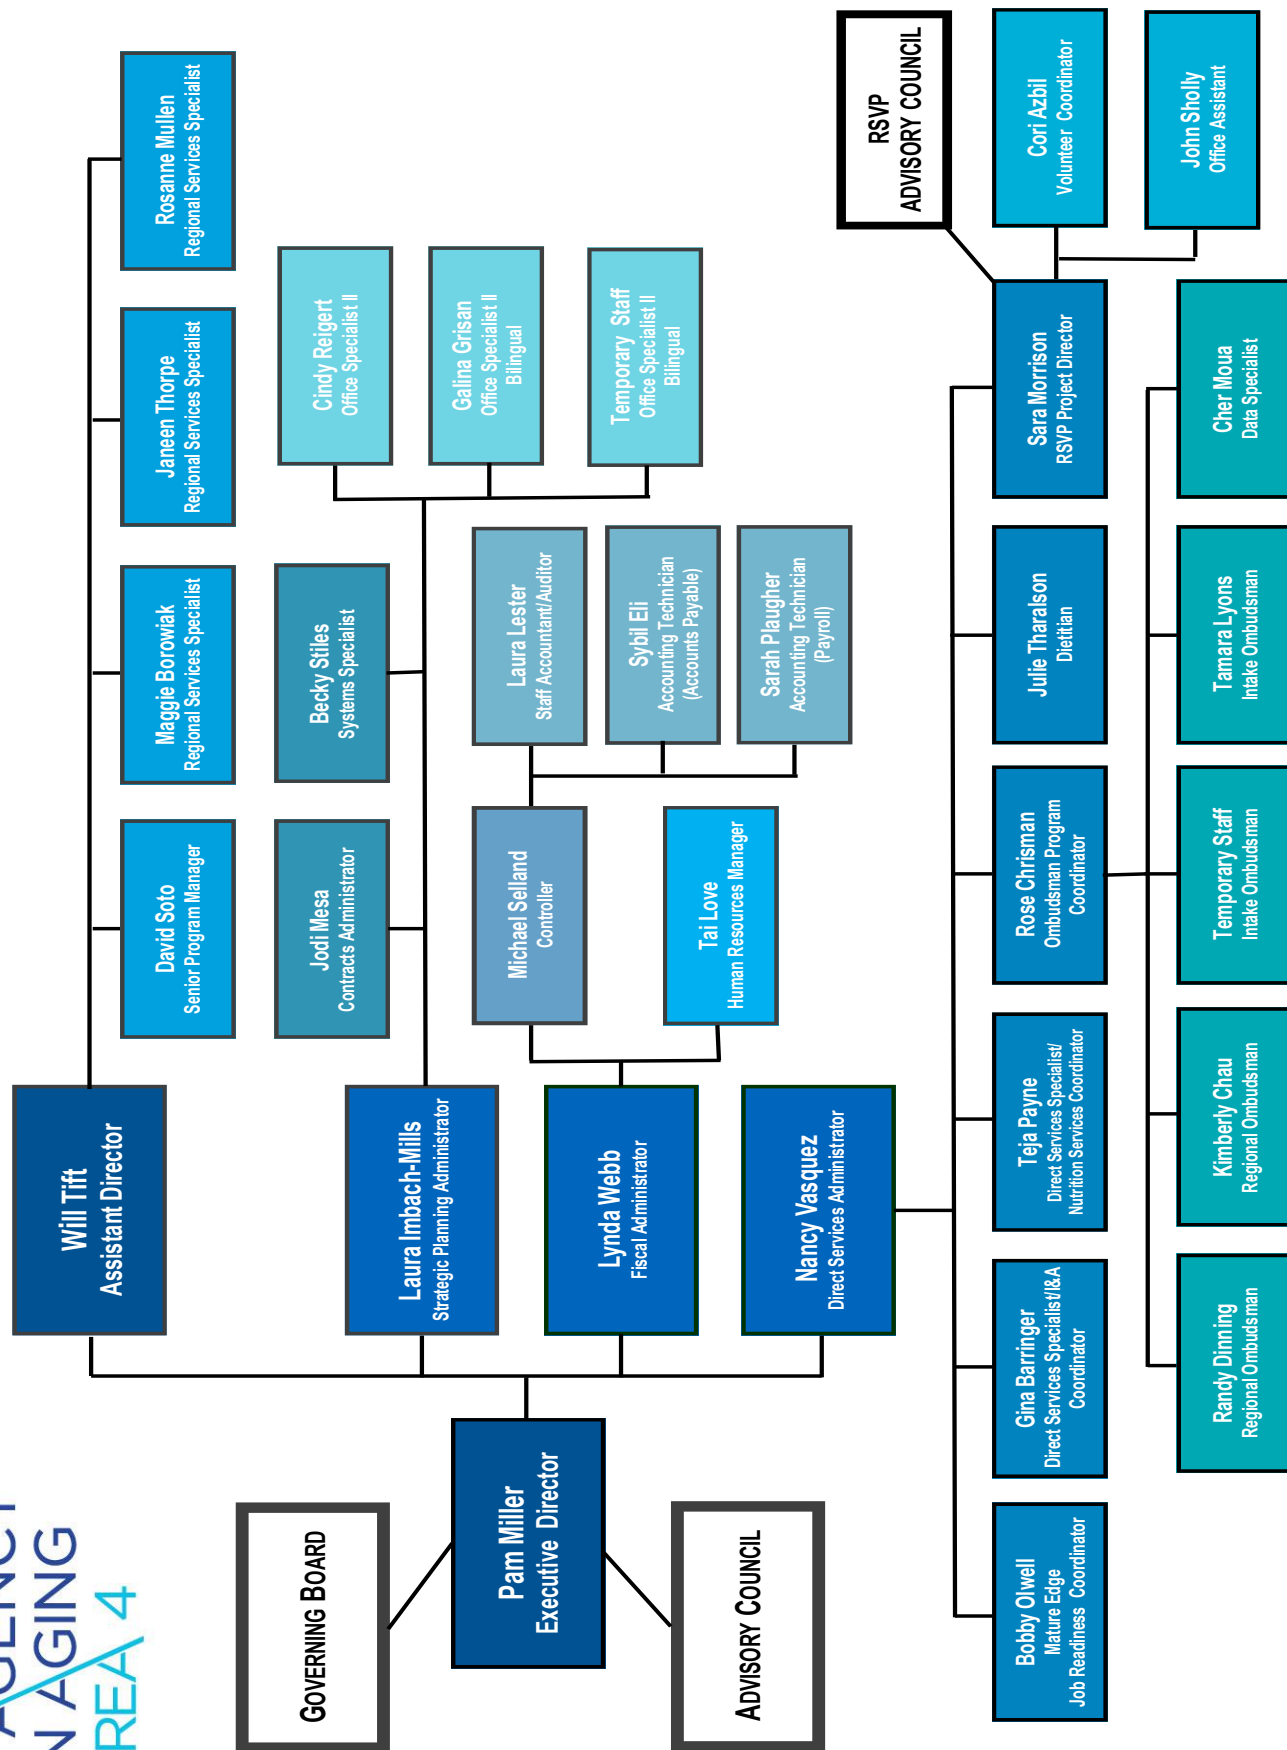 AGENCY
N AGING
REA 4
Will Tift
Assistant Director
David Soto
Senior Program Manager
Maggie Borowiak
Regional Services Specialist
Janeen Thorpe
Regional Services Specialist
Rosanne Mullen
Regional Services Specialist
GOVERNING BOARD
Pam Miller
Executive Director
ADVISORY COUNCIL
Laura Imbach-Mills
Strategic Planning Administrator
Jodi Mesa
Contracts Administrator
Becky Stiles
Systems Specialist
Cindy Reigert
Office Specialist II
Galina Grisan
Office Specialist II
Bilingual
Temporary Staff
Office Specialist II
Bilingual
Lynda Webb
Fiscal Administrator
Michael Selland
Controller
Laura Lester
Staff Accountant/Auditor
Sybil Eli
Accounting Technician
(Accounts Payable)
Sarah Plaugher
Accounting Technician
(Payroll)
Tai Love
Human Resources Manager
Nancy Vasquez
Direct Services Administrator
RSVP
ADVISORY COUNCIL
Bobby Olwell
Mature Edge
Job Readiness Coordinator
Gina Barringer
Direct Services Specialist/I&A
Coordinator
Teja Payne
Direct Services Specialist/
Nutrition Services Coordinator
Rose Chrisman
Ombudsman Program
Coordinator
Julie Tharalson
Dietitian
Sara Morrison
RSVP Project Director
Cori Azbil
Volunteer Coordinator
John Sholly
Office Assistant
Randy Dinning
Regional Ombudsman
Kimberly Chau
Regional Ombudsman
Temporary Staff
Intake Ombudsman
Tamara Lyons
Intake Ombudsman
Cher Moua
Data Specialist